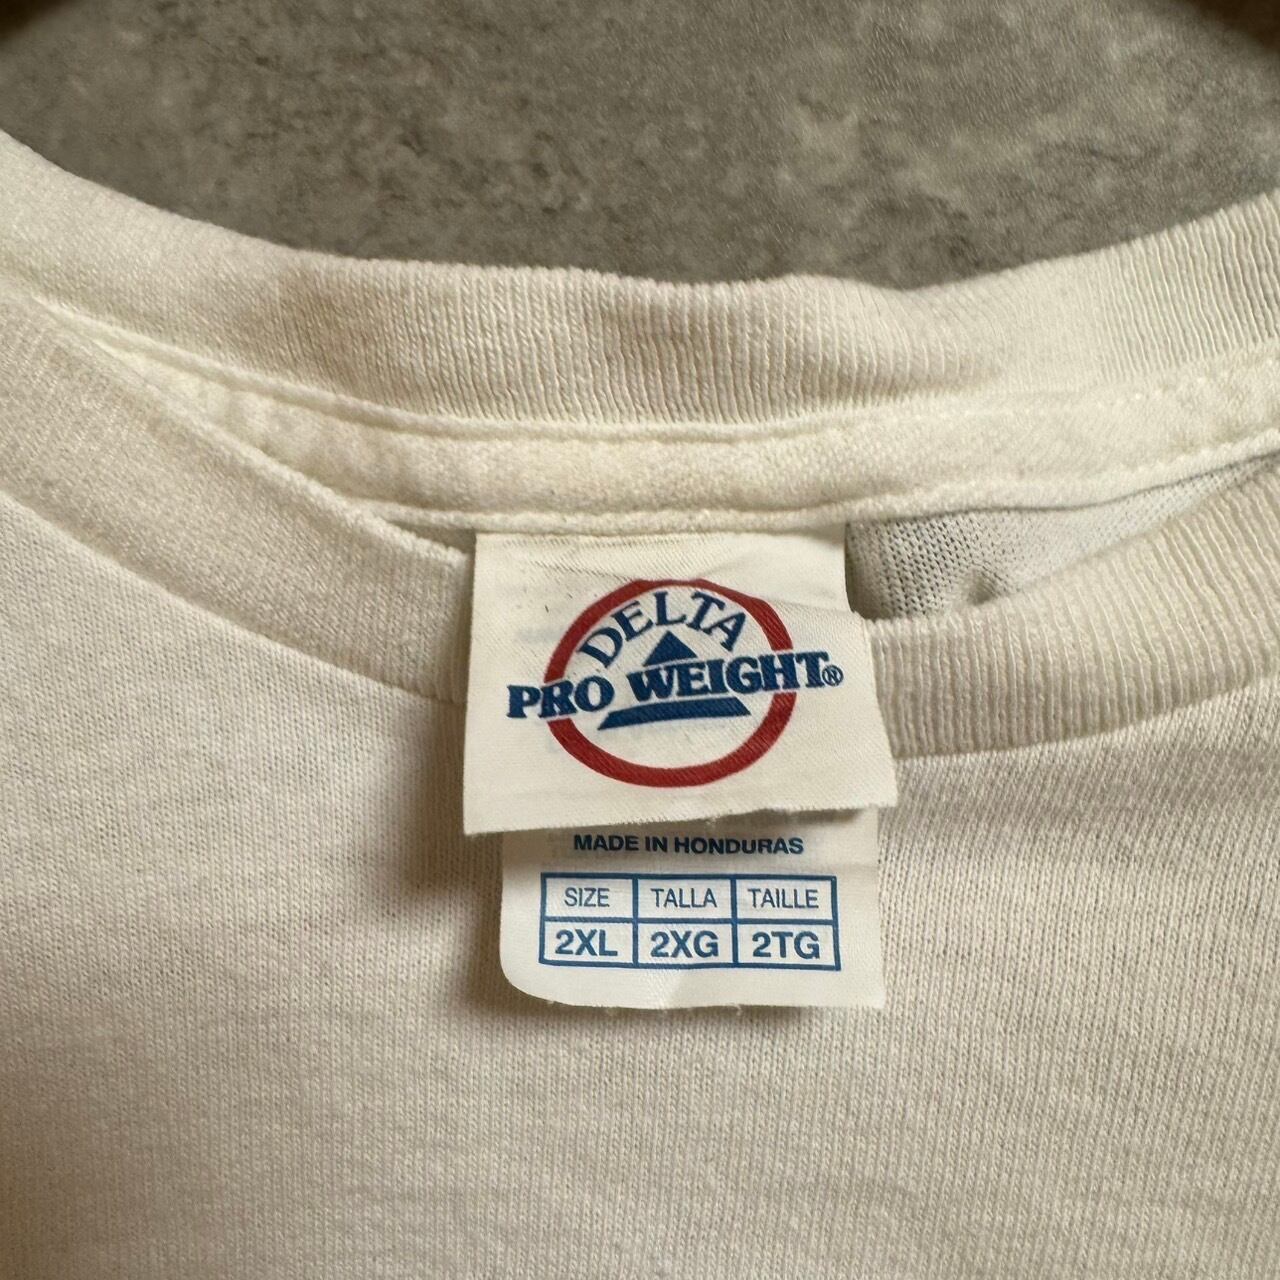 DELTA
PRO WEIGHT®
MADE IN HONDURAS
SIZE TALLA TAILLE
2XL 2XG 2TG